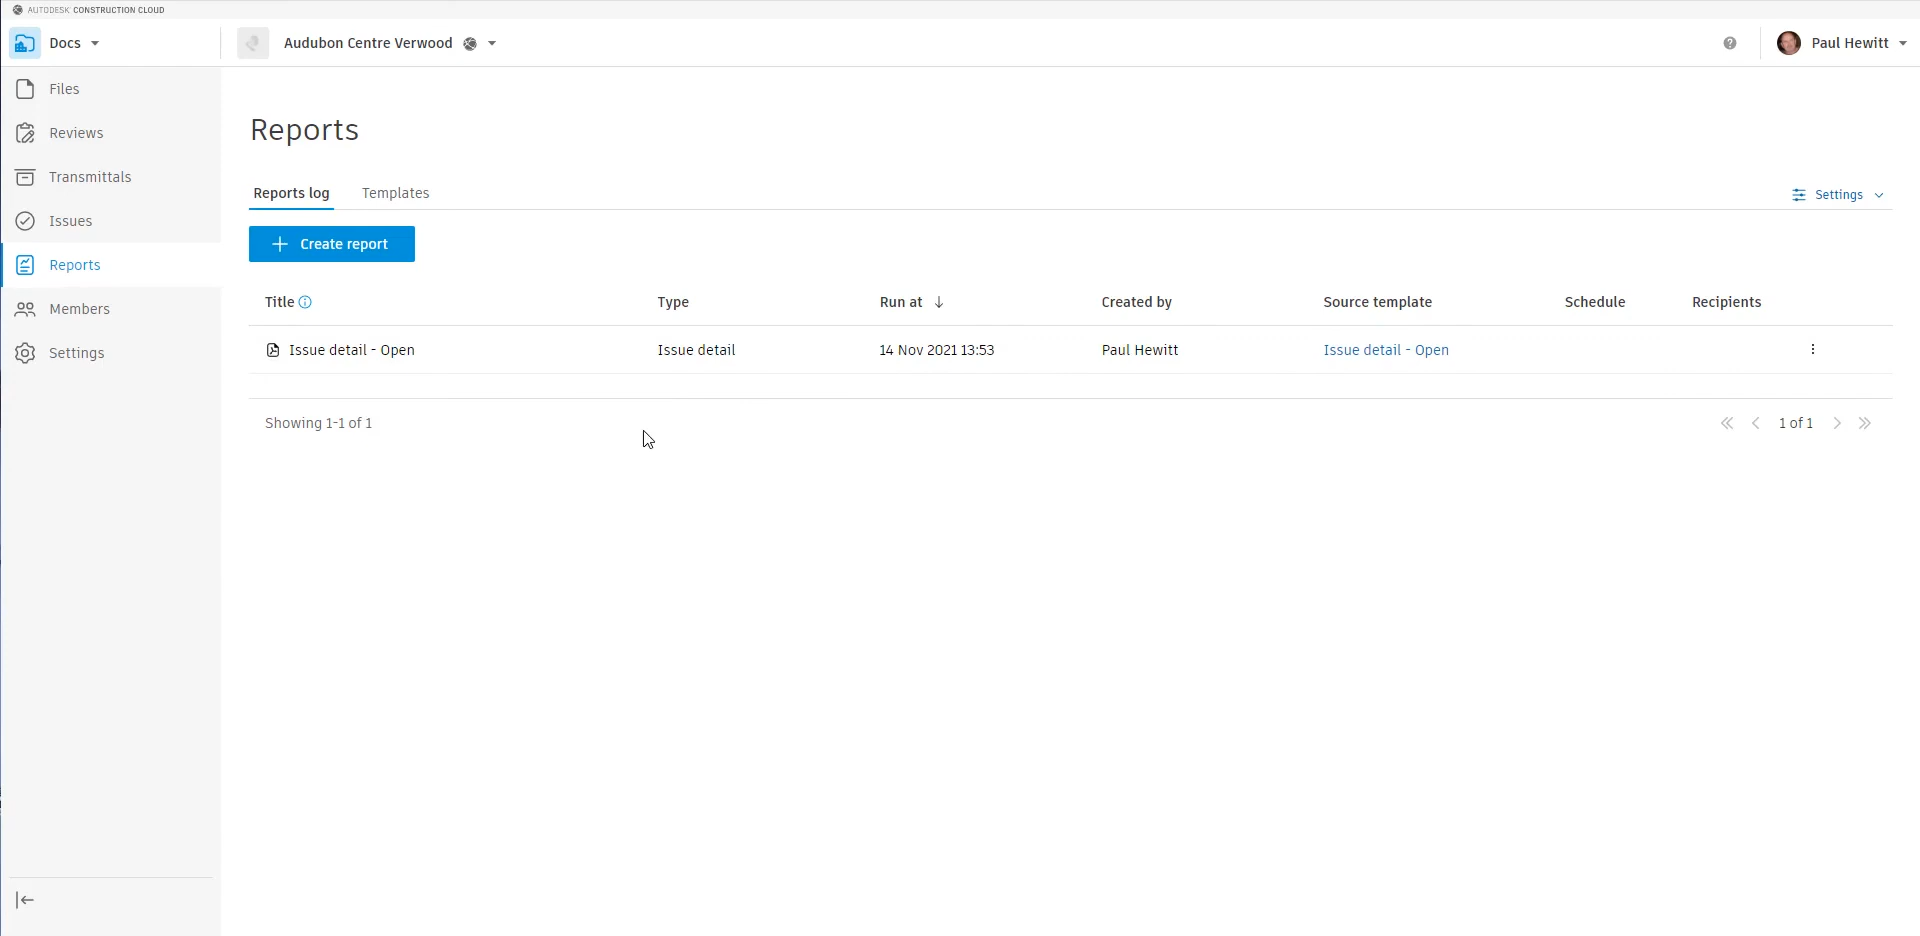 AUTODESK CONSTRUCTION CLOUD
Docs
Audubon Centre Verwood
Paul Hewitt
Files
Reviews
Transmittals
Issues
Reports
Members
Settings
Reports
Reports log Templates
Settings
Create report
Title Type Run at Created by Source template Schedule Recipients
Issue detail - Open Issue detail 14 Nov 2021 13:53 Paul Hewitt Issue detail - Open
Showing 1-1 of 1
1 of 1